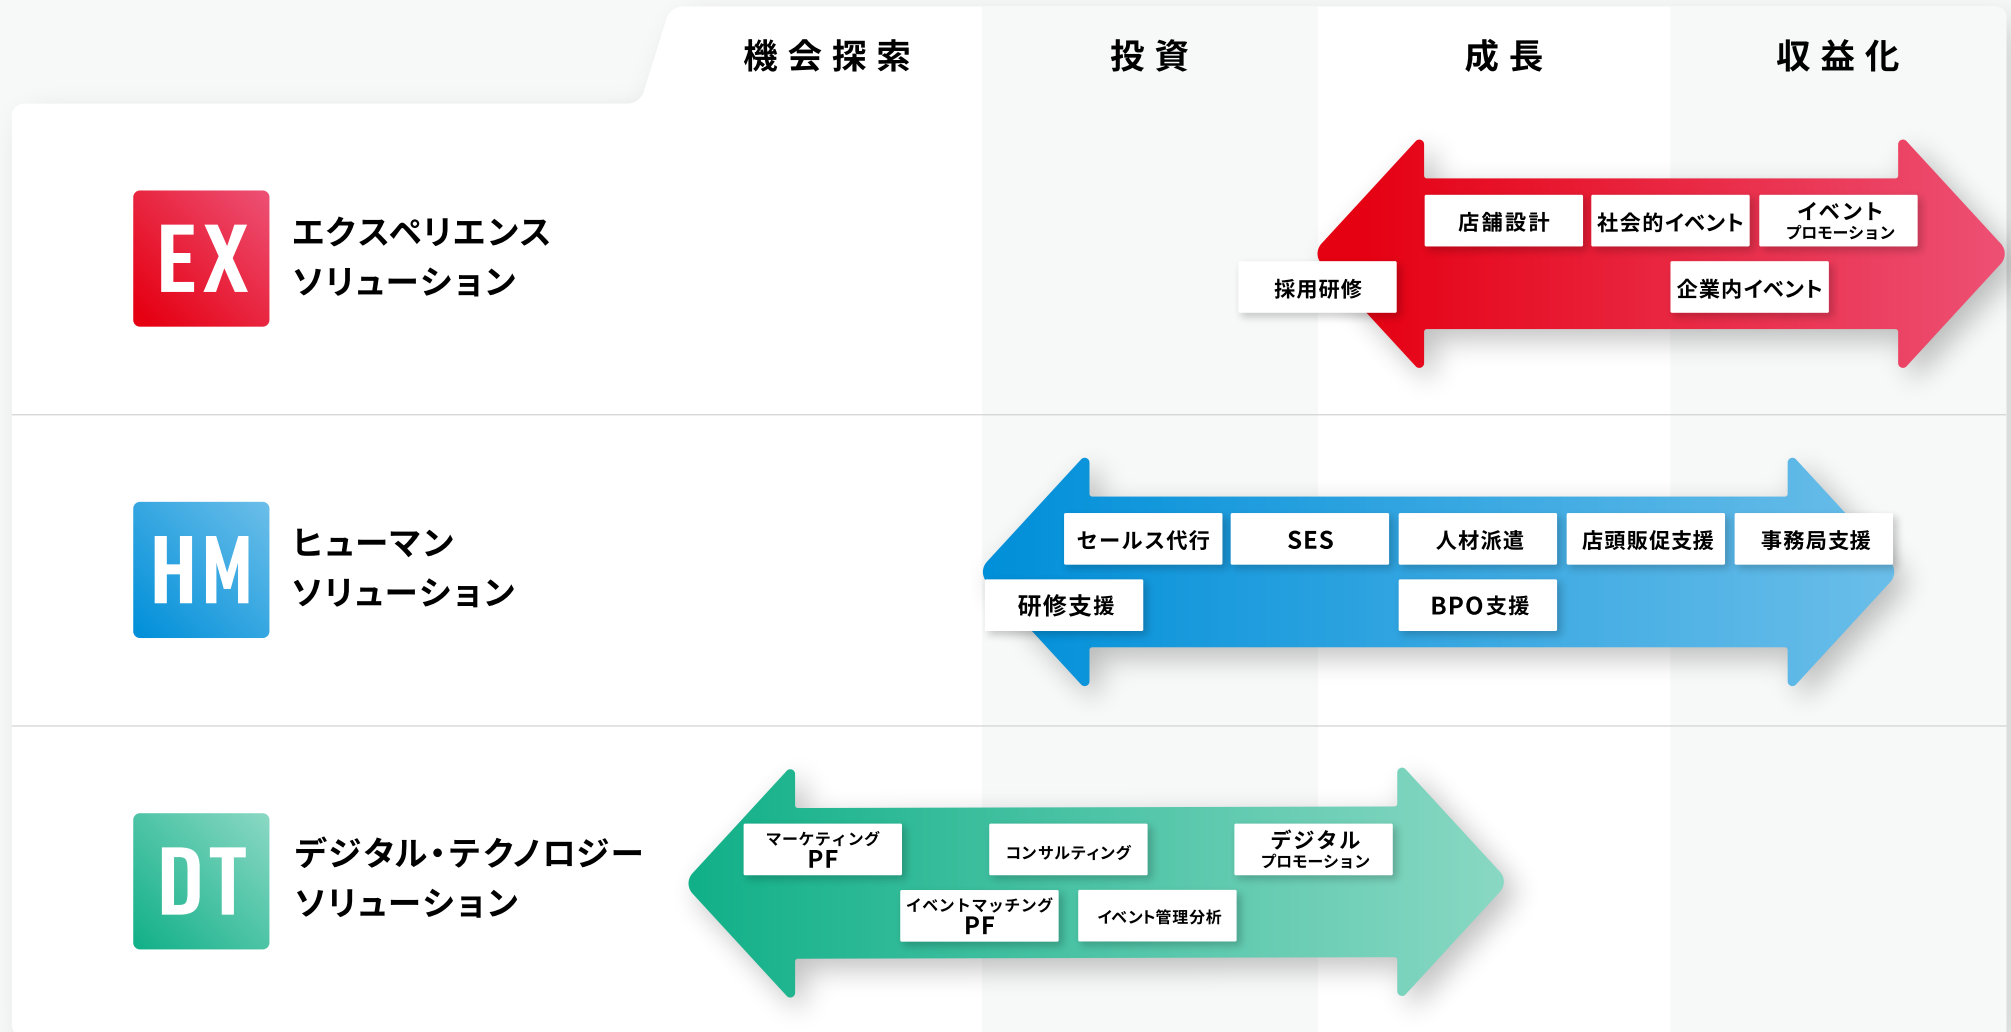 機会探索
投資
成長
収益化
EX
エクスペリエンス
ソリューション
店舗設計
社会的イベント
イベント
プロモーション
採用研修
企業内イベント
HM
ヒューマン
ソリューション
セールス代行
SES
人材派遣
店頭販促支援
事務局支援
研修支援
BPO支援
DT
デジタル・テクノロジー
ソリューション
マーケティング
PF
コンサルティング
デジタル
プロモーション
イベントマッチング
PF
イベント管理分析